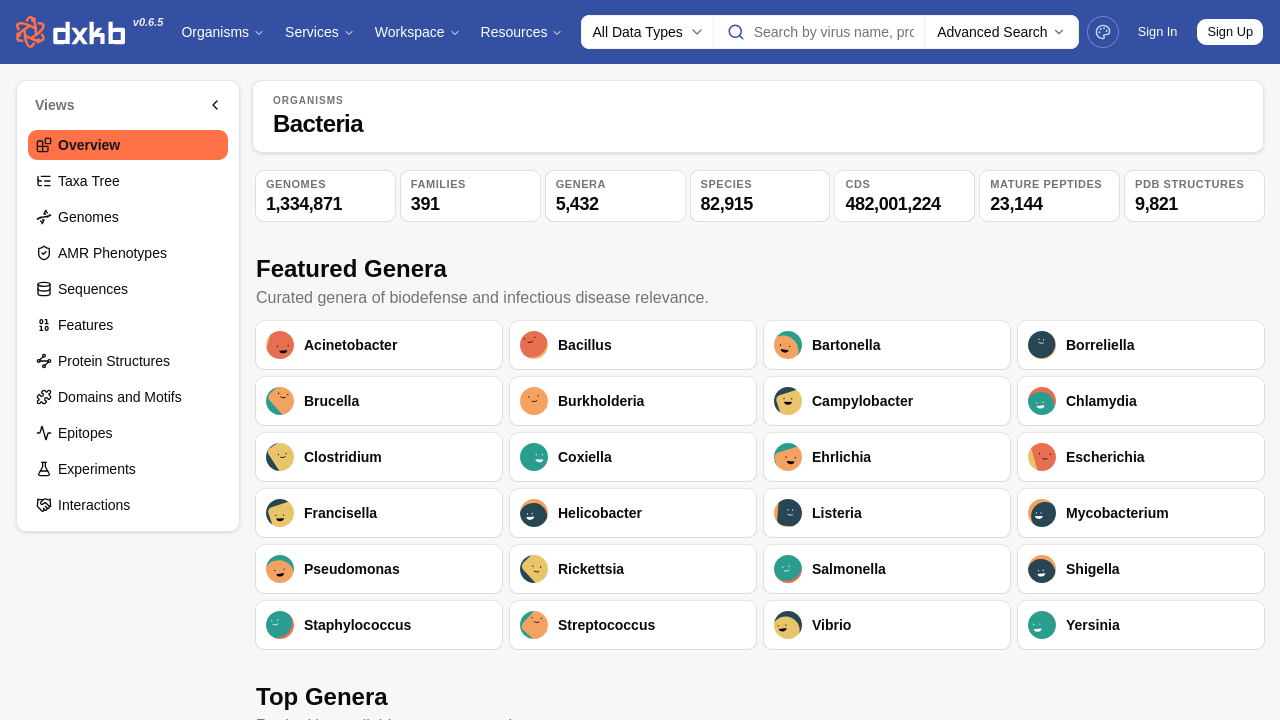 dxkb v0.6.5 Organisms Services Workspace Resources All Data Types Search by virus name, prc Advanced Search Sign In Sign Up
Views
Overview
Taxa Tree
Genomes
AMR Phenotypes
Sequences
Features
Protein Structures
Domains and Motifs
Epitopes
Experiments
Interactions
ORGANISMS
Bacteria
GENOMES FAMILIES GENERA SPECIES CDS MATURE PEPTIDES PDB STRUCTURES
1,334,871 391 5,432 82,915 482,001,224 23,144 9,821
Featured Genera
Curated genera of biodefense and infectious disease relevance.
Acinetobacter Bacillus Bartonella Borreliella
Brucella Burkholderia Campylobacter Chlamydia
Clostridium Coxiella Ehrlichia Escherichia
Francisella Helicobacter Listeria Mycobacterium
Pseudomonas Rickettsia Salmonella Shigella
Staphylococcus Streptococcus Vibrio Yersinia
Top Genera